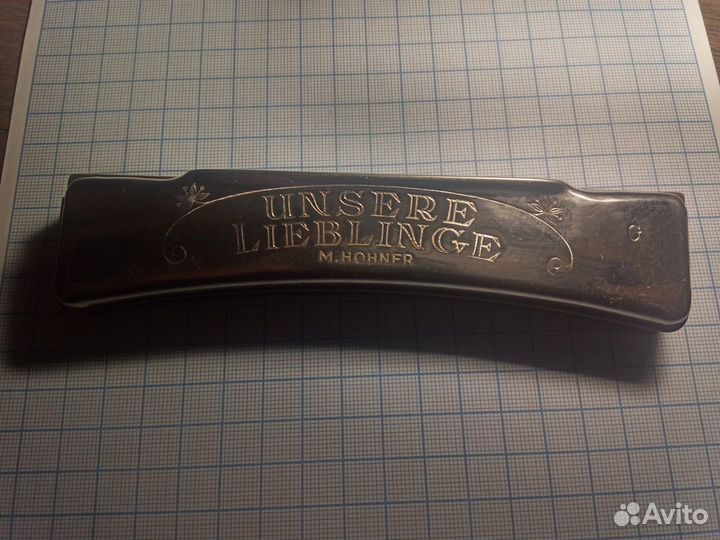 UNSERE
LIEBLINGE
M. HOHNER
G
Avito